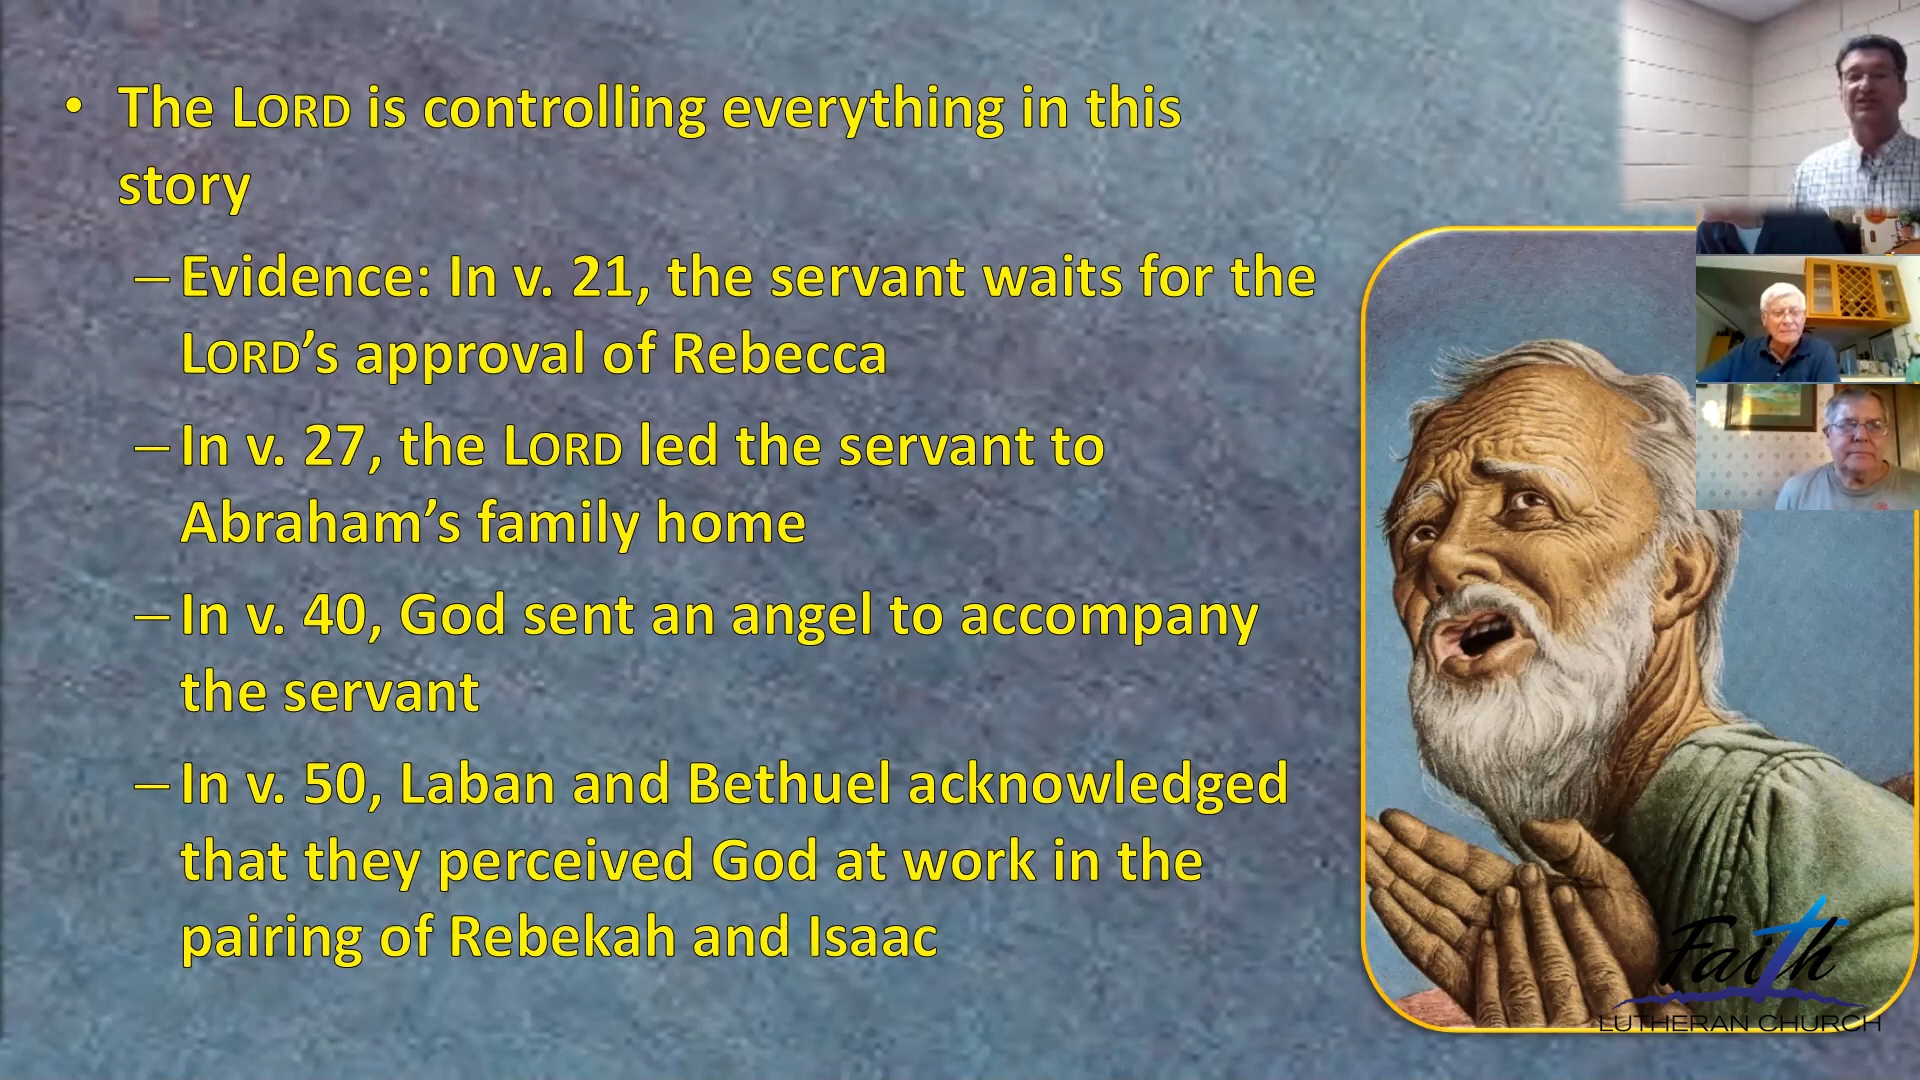 • The LORD is controlling everything in this
story
– Evidence: In v. 21, the servant waits for the
LORD’s approval of Rebecca
– In v. 27, the LORD led the servant to
Abraham’s family home
– In v. 40, God sent an angel to accompany
the servant
– In v. 50, Laban and Bethuel acknowledged
that they perceived God at work in the
pairing of Rebekah and Isaac
Faith
LUTHERAN CHURCH